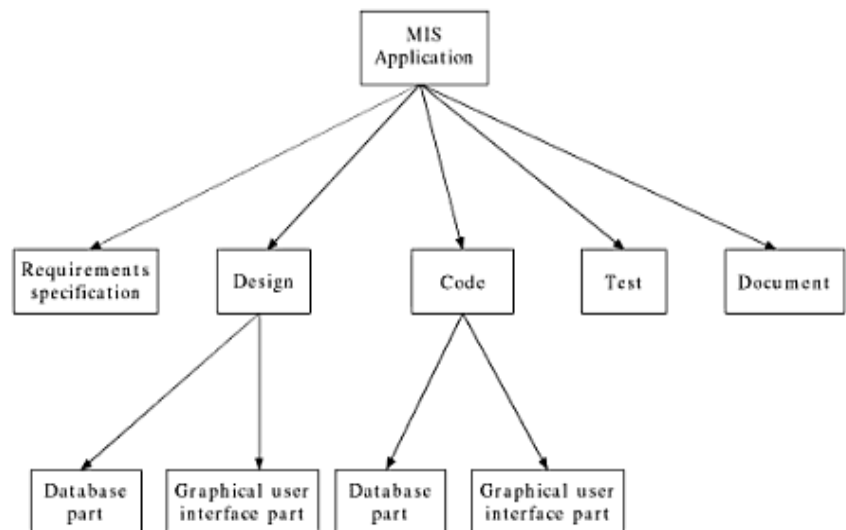 MIS
Application
Requirements
specification
Design
Code
Test
Document
Database
part
Graphical user
interface part
Database
part
Graphical user
interface part